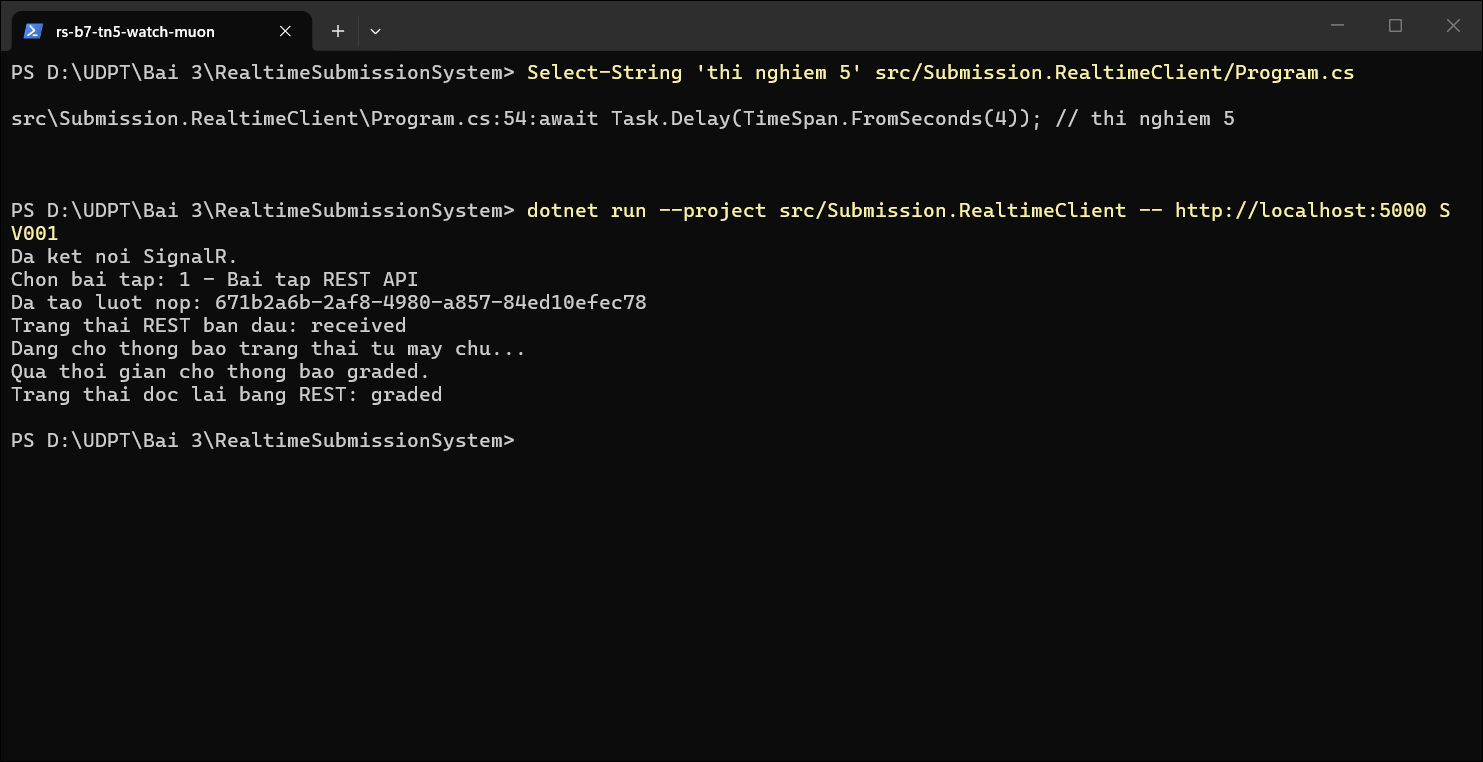 rs-b7-tn5-watch-muon
PS D:\UDPT\Bai 3\RealtimeSubmissionSystem> Select-String 'thi nghiem 5' src/Submission.RealtimeClient/Program.cs
src\Submission.RealtimeClient\Program.cs:54:await Task.Delay(TimeSpan.FromSeconds(4)); // thi nghiem 5
PS D:\UDPT\Bai 3\RealtimeSubmissionSystem> dotnet run --project src/Submission.RealtimeClient -- http://localhost:5000 S
V001
Da ket noi SignalR.
Chon bai tap: 1 - Bai tap REST API
Da tao luot nop: 671b2a6b-2af8-4980-a857-84ed10efec78
Trang thai REST ban dau: received
Dang cho thong bao trang thai tu may chu...
Qua thoi gian cho thong bao graded.
Trang thai doc lai bang REST: graded
PS D:\UDPT\Bai 3\RealtimeSubmissionSystem>